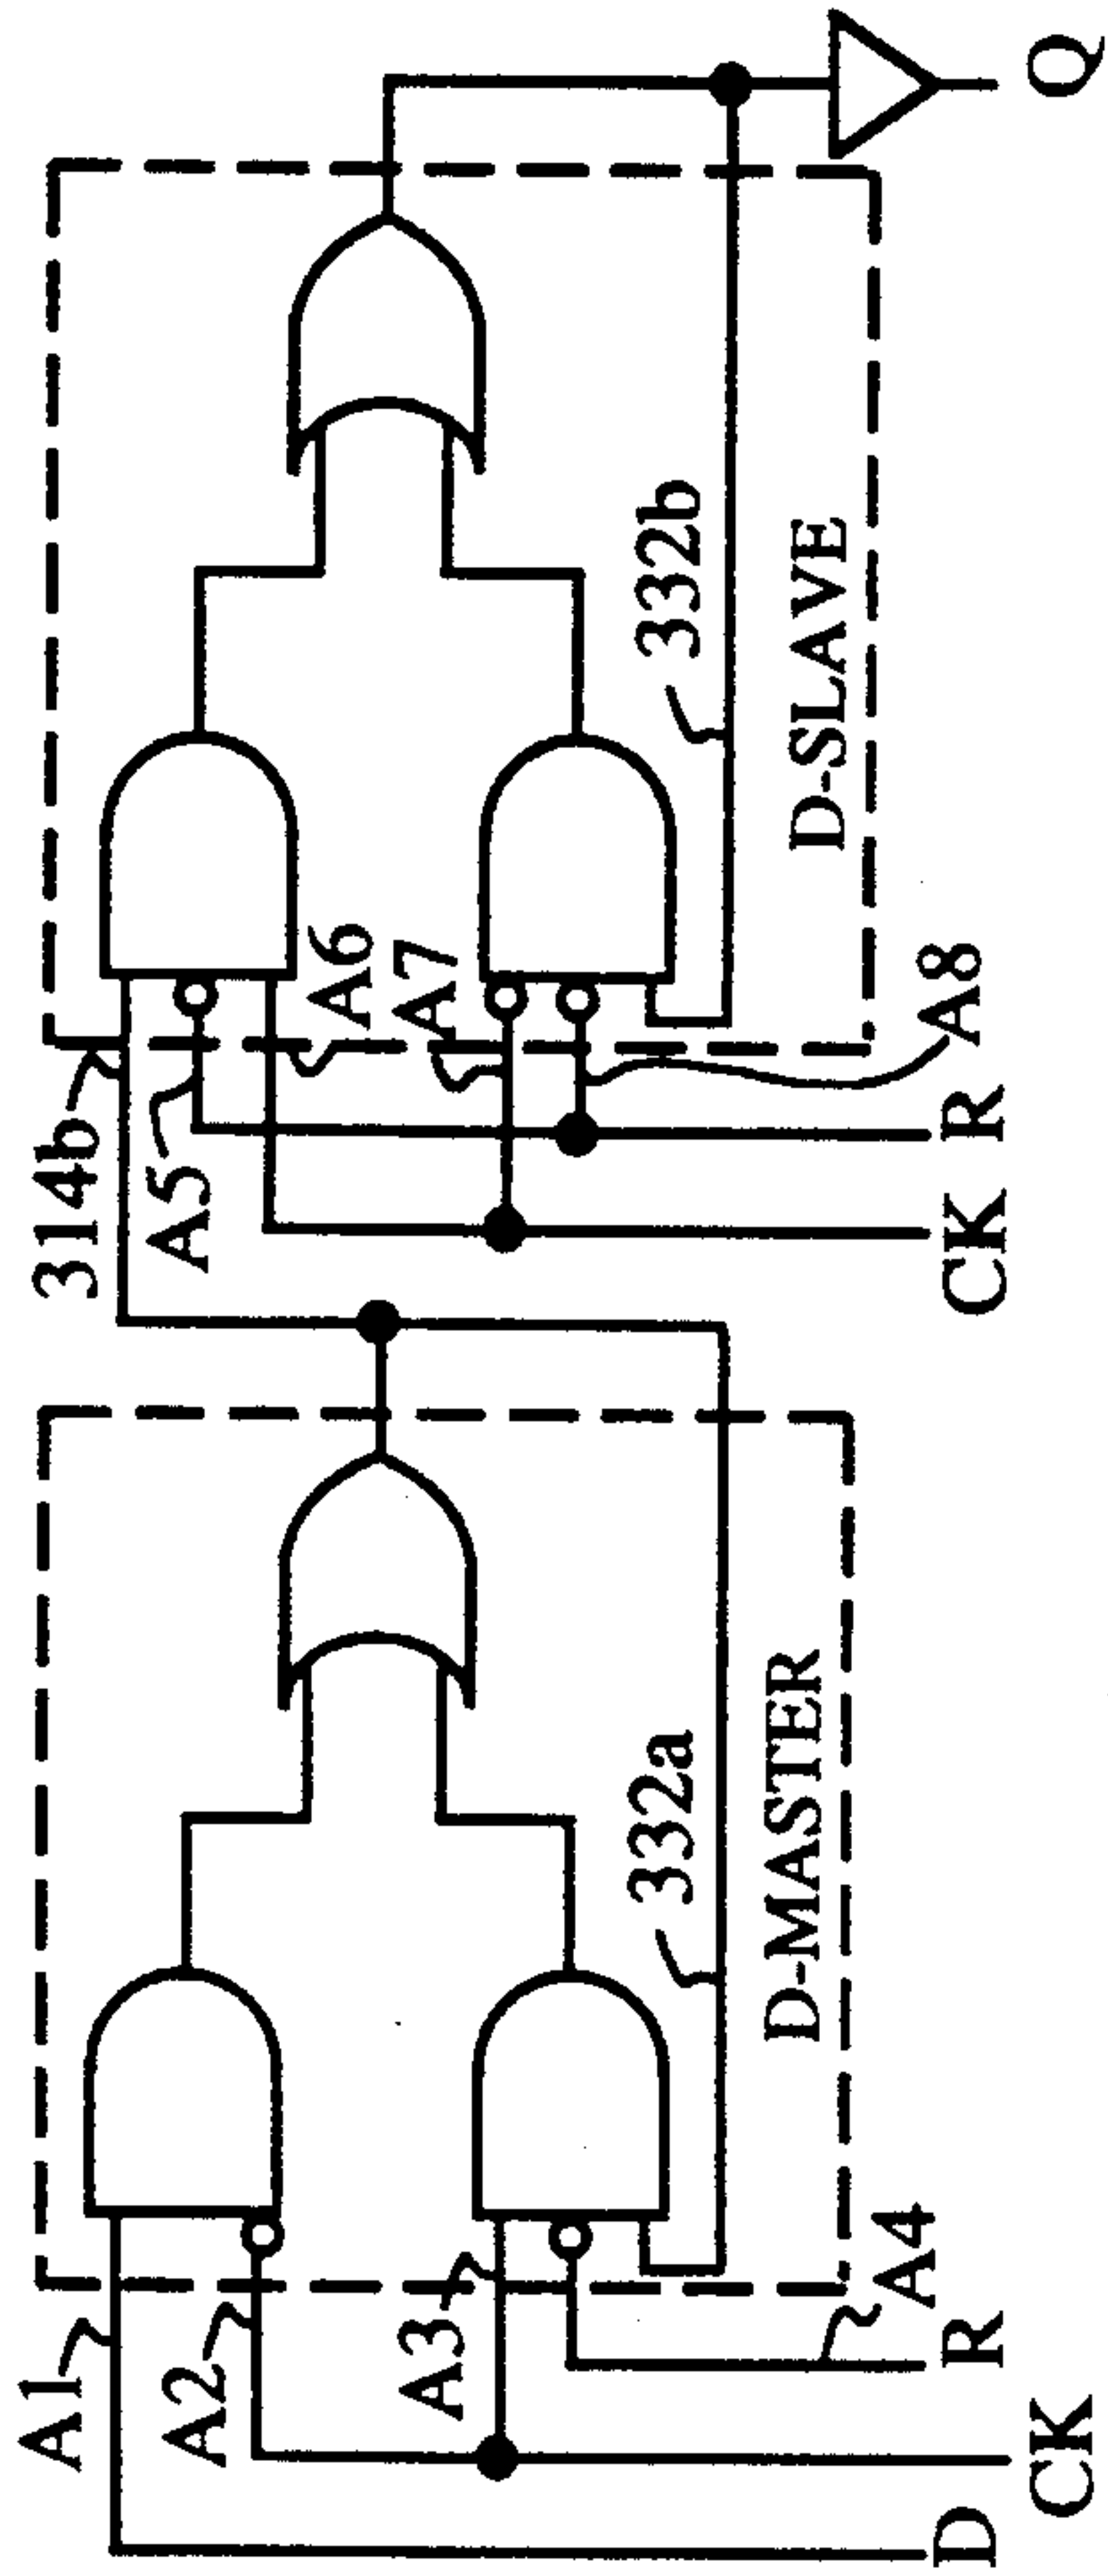 A1
A2
A3
A4
D
CK
R
332a
D-MASTER
314b
A5
A6
A7
A8
CK
R
332b
D-SLAVE
Q